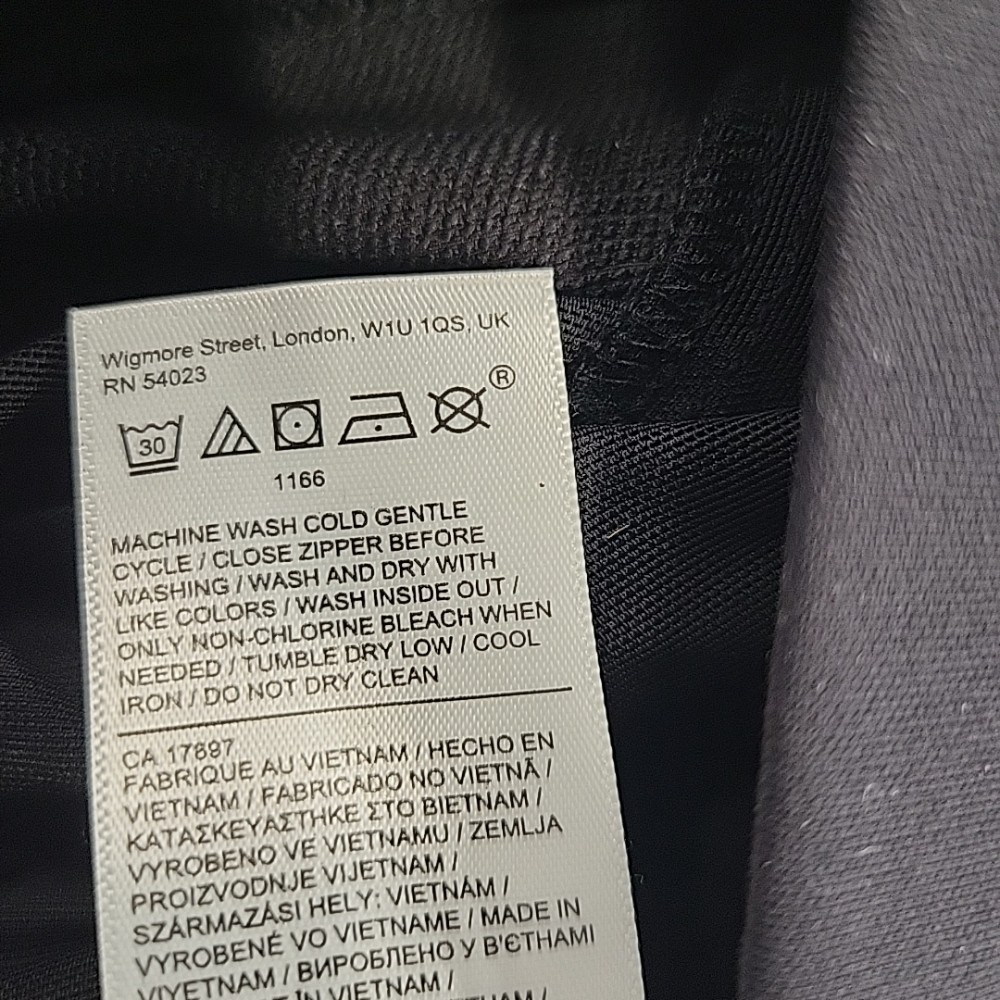 Wigmore Street, London, W1U 1QS, UK
RN 54023
30
®
1166
MACHINE WASH COLD GENTLE
CYCLE / CLOSE ZIPPER BEFORE
WASHING / WASH AND DRY WITH
LIKE COLORS / WASH INSIDE OUT /
ONLY NON-CHLORINE BLEACH WHEN
NEEDED / TUMBLE DRY LOW / COOL
IRON / DO NOT DRY CLEAN
CA 17897
FABRIQUE AU VIETNAM / HECHO EN
VIETNAM / FABRICADO NO VIETNÃ /
ΚΑΤΑΣΚΕΥΑΣΤΗΚΕ ΣΤΟ ΒΙΕΤΝΑΜ /
VYROBENO VE VIETNAMU / ZEMLJA
PROIZVODNJE VIJETNAM /
SZÁRMAZÁSI HELY: VIETNÁM /
VYROBENÉ VO VIETNAME / MADE IN
VIYETNAM / ВИРОБЛЕНО У В'ЄТНАМІ
IN VIETNAM /